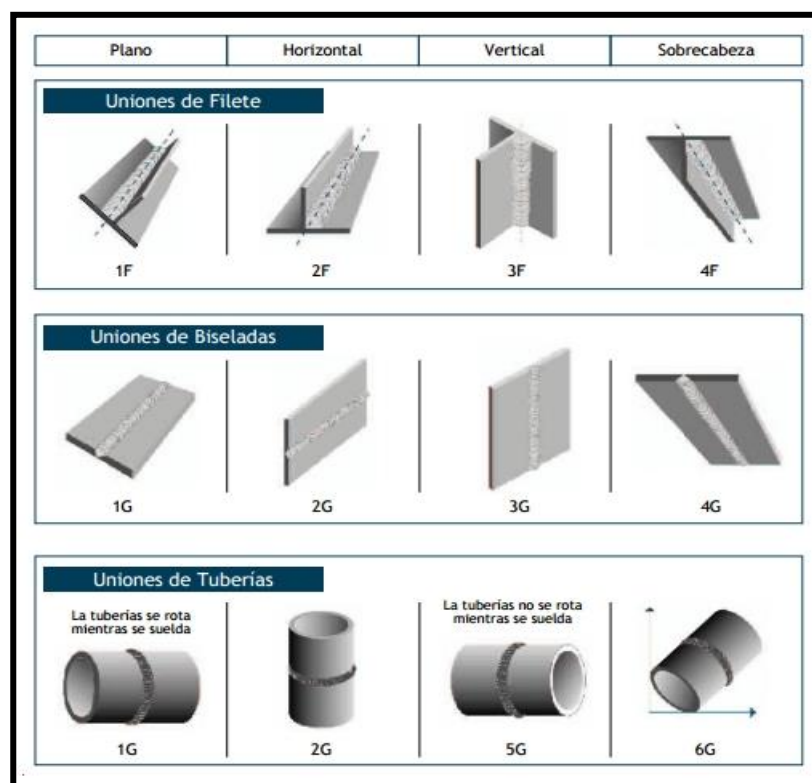 Plano Horizontal Vertical Sobrecabeza
Uniones de Filete
1F 2F 3F 4F
Uniones de Biseladas
1G 2G 3G 4G
Uniones de Tuberías
La tuberías se rota
mientras se suelda
La tuberías no se rota
mientras se suelda
1G 2G 5G 6G